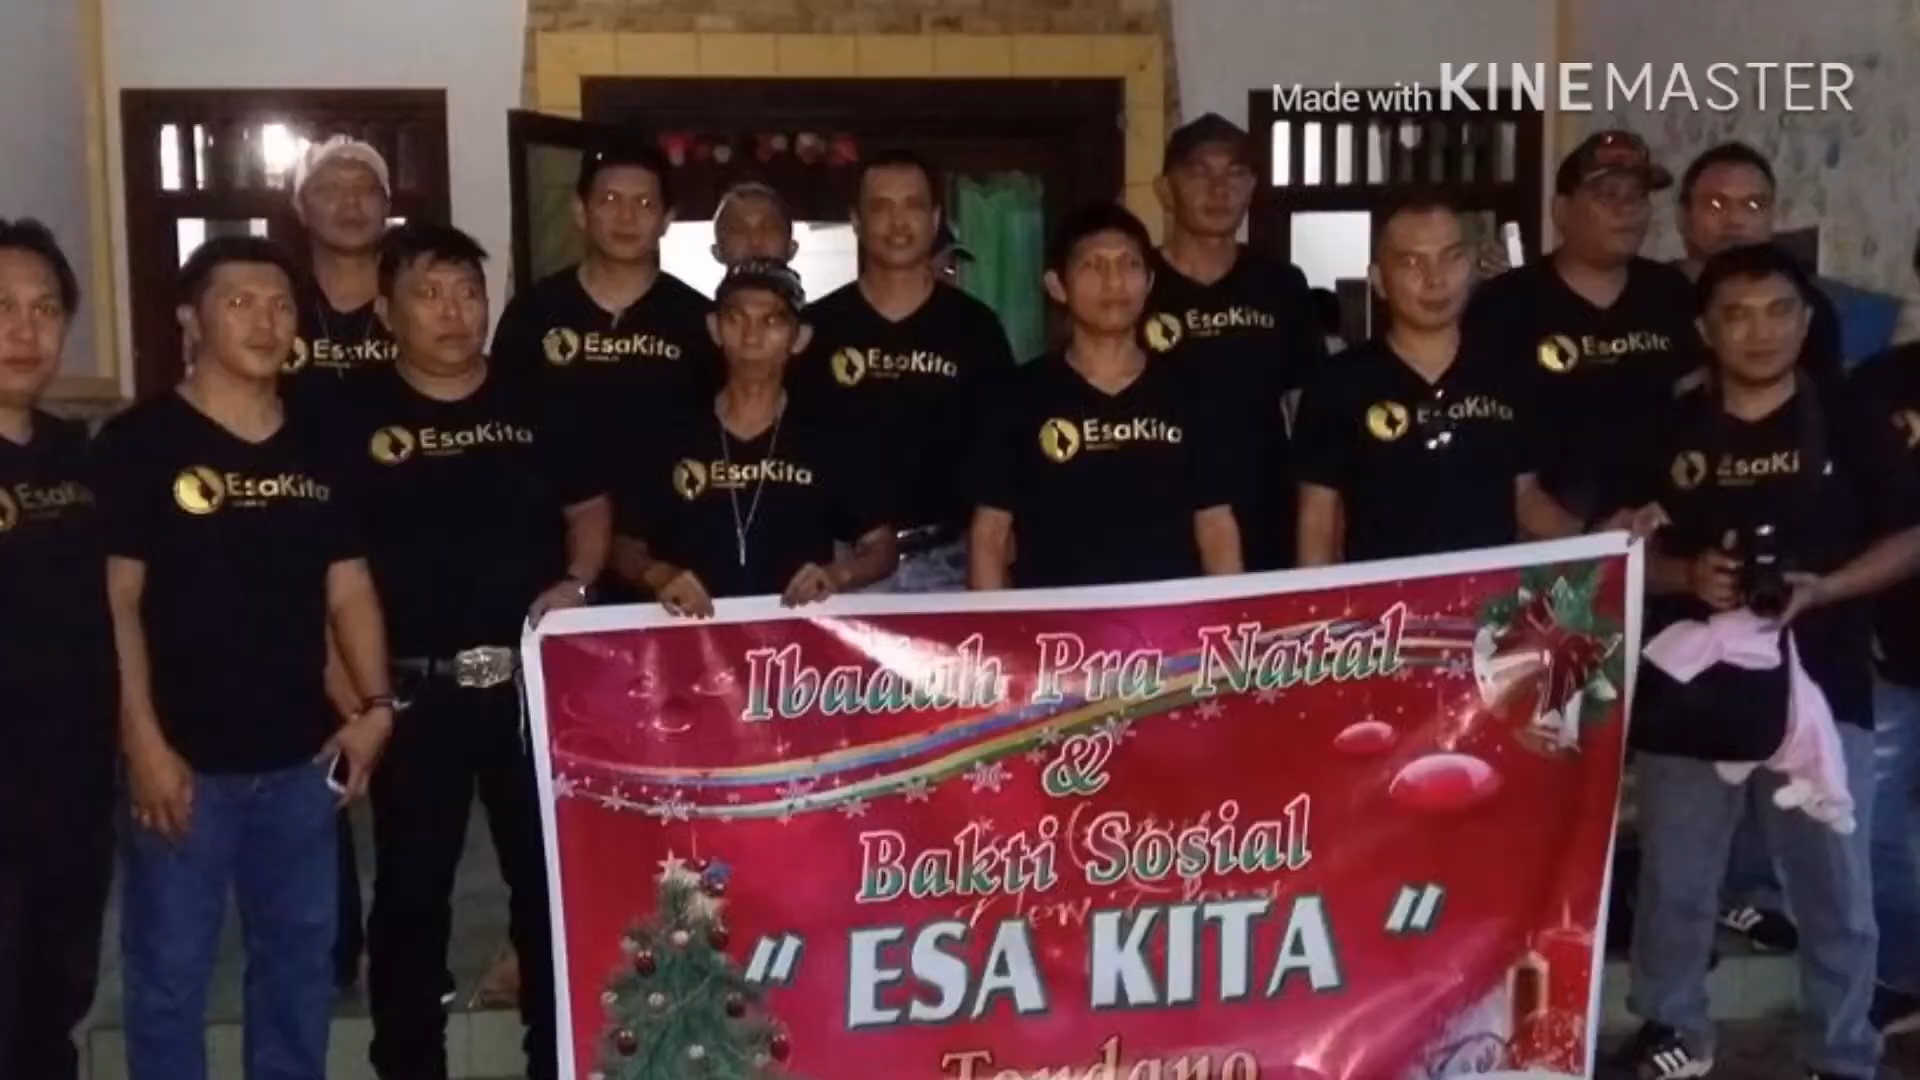 Made with KINEMASTER
EsaKita
EsaKita
EsaKita
EsaKita
EsaKita
EsaKita
EsaKita
EsaKita
EsaKita
Ibadah Pra Natal
&
Bakti Sosial
" ESA KITA "
Tondano